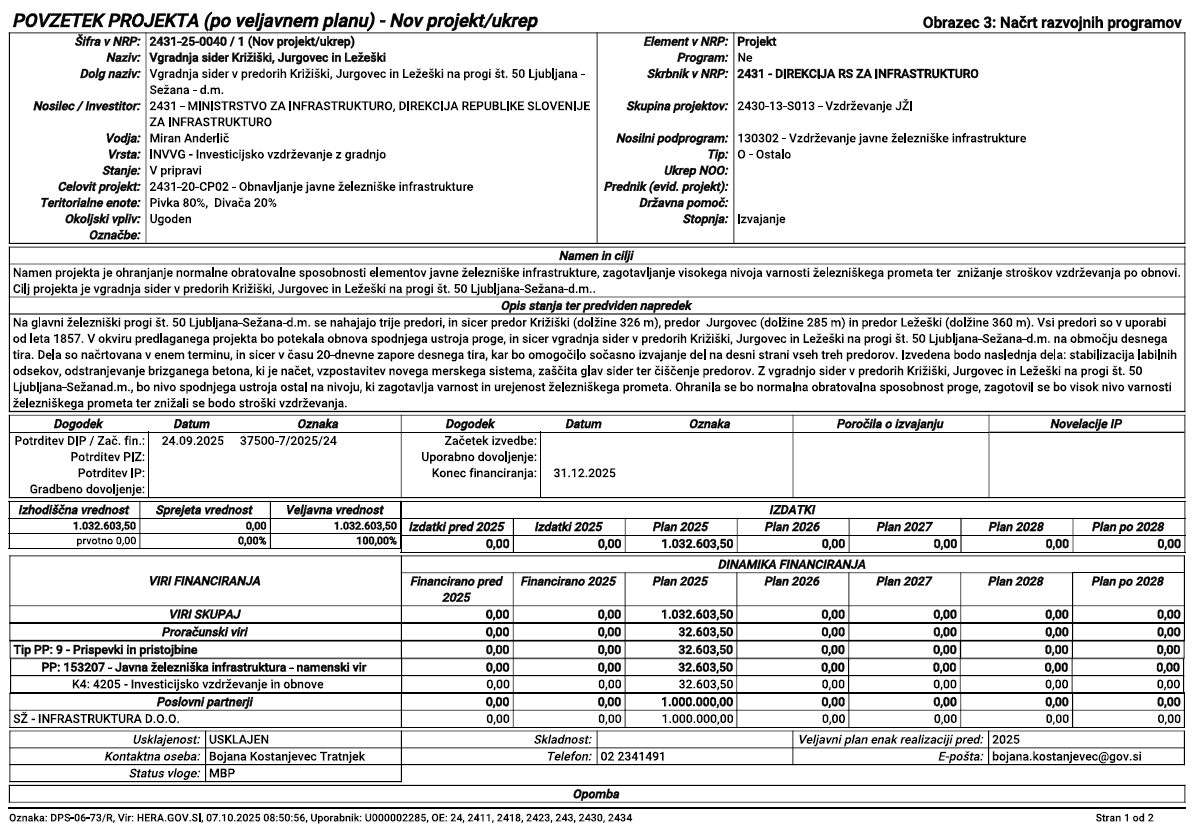 POVZETEK PROJEKTA (po veljavnem planu) - Nov projekt/ukrep
Obrazec 3: Načrt razvojnih programov
Šifra v NRP: 2431-25-0040 / 1 (Nov projekt/ukrep)
Naziv: Vgradnja sider Križiški, Jurgovec in Ležeški
Dolg naziv: Vgradnja sider v predorih Križiški, Jurgovec in Ležeški na progi št. 50 Ljubljana -
Sežana - d.m.
Nosilec / Investitor: 2431 - MINISTRSTVO ZA INFRASTRUKTURO, DIREKCIJA REPUBLIKE SLOVENIJE
ZA INFRASTRUKTURO
Vodja: Miran Anderlič
Vrsta: INVVG - Investicijsko vzdrževanje z gradnjo
Stanje: V pripravi
Celovit projekt: 2431-20-CP02 - Obnavljanje javne železniške infrastrukture
Teritorialne enote: Pivka 80%, Divača 20%
Okoljski vpliv: Ugoden
Označbe:
Element v NRP: Projekt
Program: Ne
Skrbnik v NRP: 2431 - DIREKCIJA RS ZA INFRASTRUKTURO
Skupina projektov: 2430-13-S013 - Vzdrževanje JŽI
Nosilni podprogram: 130302 - Vzdrževanje javne železniške infrastrukture
Tip: O - Ostalo
Ukrep NOO:
Prednik (evid. projekt):
Državna pomoč:
Stopnja: Izvajanje
Namen in cilji
Namen projekta je ohranjanje normalne obratovalne sposobnosti elementov javne železniške infrastrukture, zagotavljanje visokega nivoja varnosti železniškega prometa ter znižanje stroškov vzdrževanja po obnovi.
Cilj projekta je vgradnja sider v predorih Križiški, Jurgovec in Ležeški na progi št. 50 Ljubljana-Sežana-d.m..
Opis stanja ter predviden napredek
Na glavni železniški progi št. 50 Ljubljana-Sežana-d.m. se nahajajo trije predori, in sicer predor Križiški (dolžine 326 m), predor Jurgovec (dolžine 285 m) in predor Ležeški (dolžine 360 m). Vsi predori so v uporabi
od leta 1857. V okviru predlaganega projekta bo potekala obnova spodnjega ustroja proge, in sicer vgradnja sider v predorih Križiški, Jurgovec in Ležeški na progi št. 50 Ljubljana-Sežana-d.m. na območju desnega
tira. Dela so načrtovana v enem terminu, in sicer v času 20-dnevne zapore desnega tira, kar bo omogočilo sočasno izvajanje del na desni strani vseh treh predorov. Izvedena bodo naslednja dela: stabilizacija labilnih
odsekov, odstranjevanje brizganega betona, ki je načet, vzpostavitev novega merskega sistema, zaščita glav sider ter čiščenje predorov. Z vgradnjo sider v predorih Križiški, Jurgovec in Ležeški na progi št. 50
Ljubljana-Sežanad.m., bo nivo spodnjega ustroja ostal na nivoju, ki zagotavlja varnost in urejenost železniškega prometa. Ohranila se bo normalna obratovalna sposobnost proge, zagotovil se bo visok nivo varnosti
železniškega prometa ter znižali se bodo stroški vzdrževanja.
Dogodek Datum Oznaka Dogodek Datum Oznaka Poročila o izvajanju Novelacije IP
Potrditev DIP / Zač. fin.: 24.09.2025 37500-7/2025/24 Začetek izvedbe:
Potrditev PIZ: Uporabno dovoljenje:
Potrditev IP: Konec financiranja: 31.12.2025
Gradbeno dovoljenje:
Izhodiščna vrednost Sprejeta vrednost Veljavna vrednost IZDATKI
1.032.603,50 0,00 1.032.603,50 Izdatki pred 2025 Izdatki 2025 Plan 2025 Plan 2026 Plan 2027 Plan 2028 Plan po 2028
prvotno 0,00 0,00% 100,00% 0,00 0,00 1.032.603,50 0,00 0,00 0,00 0,00
DINAMIKA FINANCIRANJA
VIRI FINANCIRANJA Financirano pred 2025 Financirano 2025 Plan 2025 Plan 2026 Plan 2027 Plan 2028 Plan po 2028
VIRI SKUPAJ 0,00 0,00 1.032.603,50 0,00 0,00 0,00 0,00
Proračunski viri 0,00 0,00 32.603,50 0,00 0,00 0,00 0,00
Tip PP: 9 - Prispevki in pristojbine 0,00 0,00 32.603,50 0,00 0,00 0,00 0,00
PP: 153207 - Javna železniška infrastruktura - namenski vir 0,00 0,00 32.603,50 0,00 0,00 0,00 0,00
K4: 4205 - Investicijsko vzdrževanje in obnove 0,00 0,00 32.603,50 0,00 0,00 0,00 0,00
Poslovni partnerji 0,00 0,00 1.000.000,00 0,00 0,00 0,00 0,00
SŽ - INFRASTRUKTURA D.O.O. 0,00 0,00 1.000.000,00 0,00 0,00 0,00 0,00
Usklajenost: USKLAJEN Skladnost: Veljavni plan enak realizaciji pred: 2025
Kontaktna oseba: Bojana Kostanjevec Tratnjek Telefon: 02 2341491 E-pošta: bojana.kostanjevec@gov.si
Status vloge: MBP
Opomba
Oznaka: DPS-06-73/R, Vir: HERA.GOV.SI, 07.10.2025 08:50:56, Uporabnik: U000002285, OE: 24, 2411, 2418, 2423, 243, 2430, 2434
Stran 1 od 2